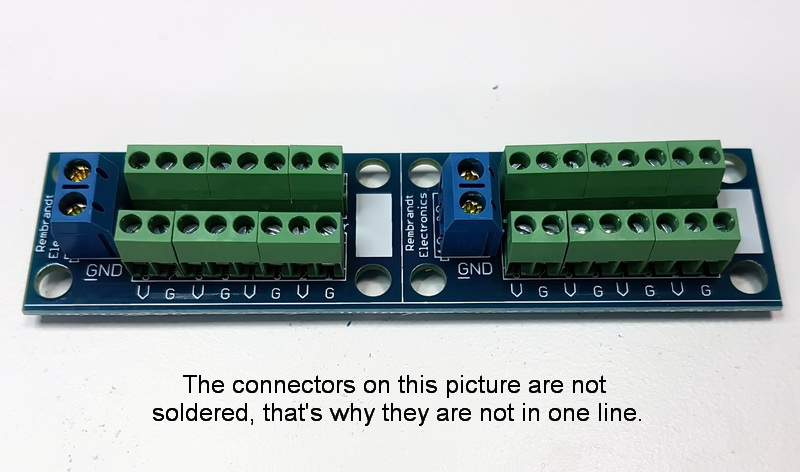 Rembrandt
GND
V G V G V G V G
Rembrandt
Electronics
GND
V G V G V G V G
The connectors on this picture are not
soldered, that's why they are not in one line.